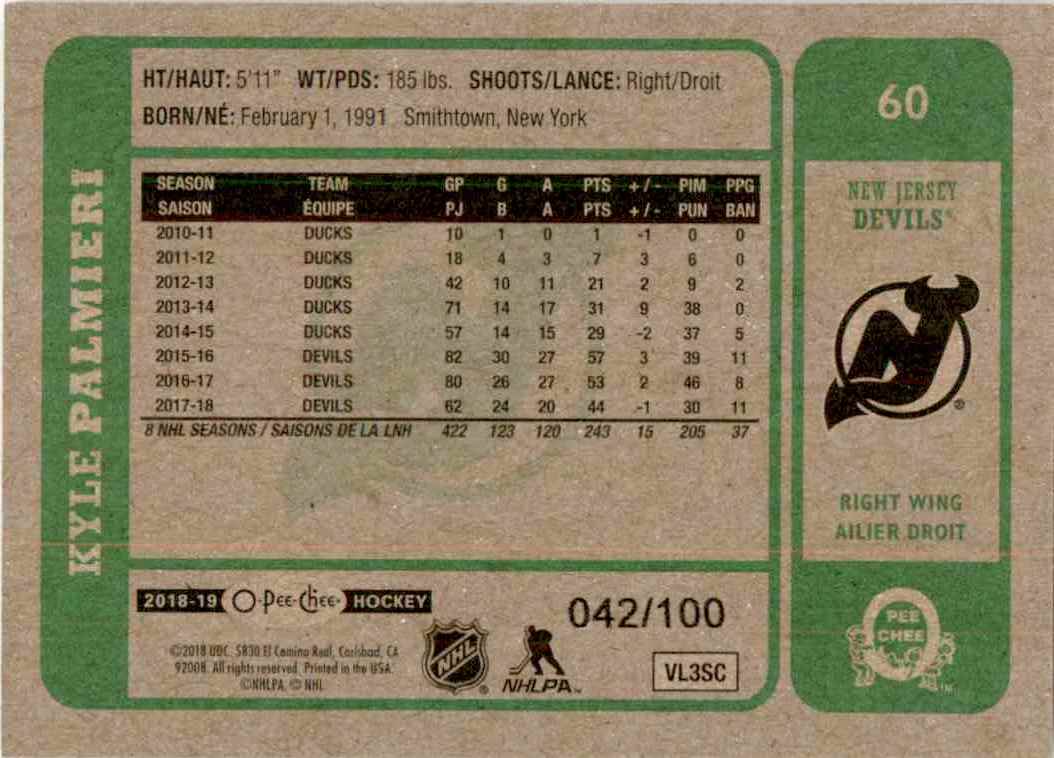 HT/HAUT: 5'11" WT/PDS: 185 lbs. SHOOTS/LANCE: Right/Droit
BORN/NÉ: February 1, 1991 Smithtown, New York
KYLE PALMIERI
SEASON TEAM GP G A PTS +/- PIM PPG
SAISON ÉQUIPE PJ B A PTS +/- PUN BAN
2010-11 DUCKS 10 1 0 1 -1 0 0
2011-12 DUCKS 18 4 3 7 3 6 0
2012-13 DUCKS 42 10 11 21 2 9 2
2013-14 DUCKS 71 14 17 31 9 38 0
2014-15 DUCKS 57 14 15 29 -2 37 5
2015-16 DEVILS 82 30 27 57 3 39 11
2016-17 DEVILS 80 26 27 53 2 46 8
2017-18 DEVILS 62 24 20 44 -1 30 11
8 NHL SEASONS / SAISONS DE LA LNH 422 123 120 243 15 205 37
2018-19 O-Pee-Chee HOCKEY
©2018 UDC. 5830 El Camino Real, Carlsbad, CA
92008. All rights reserved. Printed in the USA.
©NHLPA. © NHL
NHL®
NHLPA™
042/100
VL3SC
60
NEW JERSEY
DEVILS®
NJ®
RIGHT WING
AILIER DROIT
O
PEE
CHEE
TM